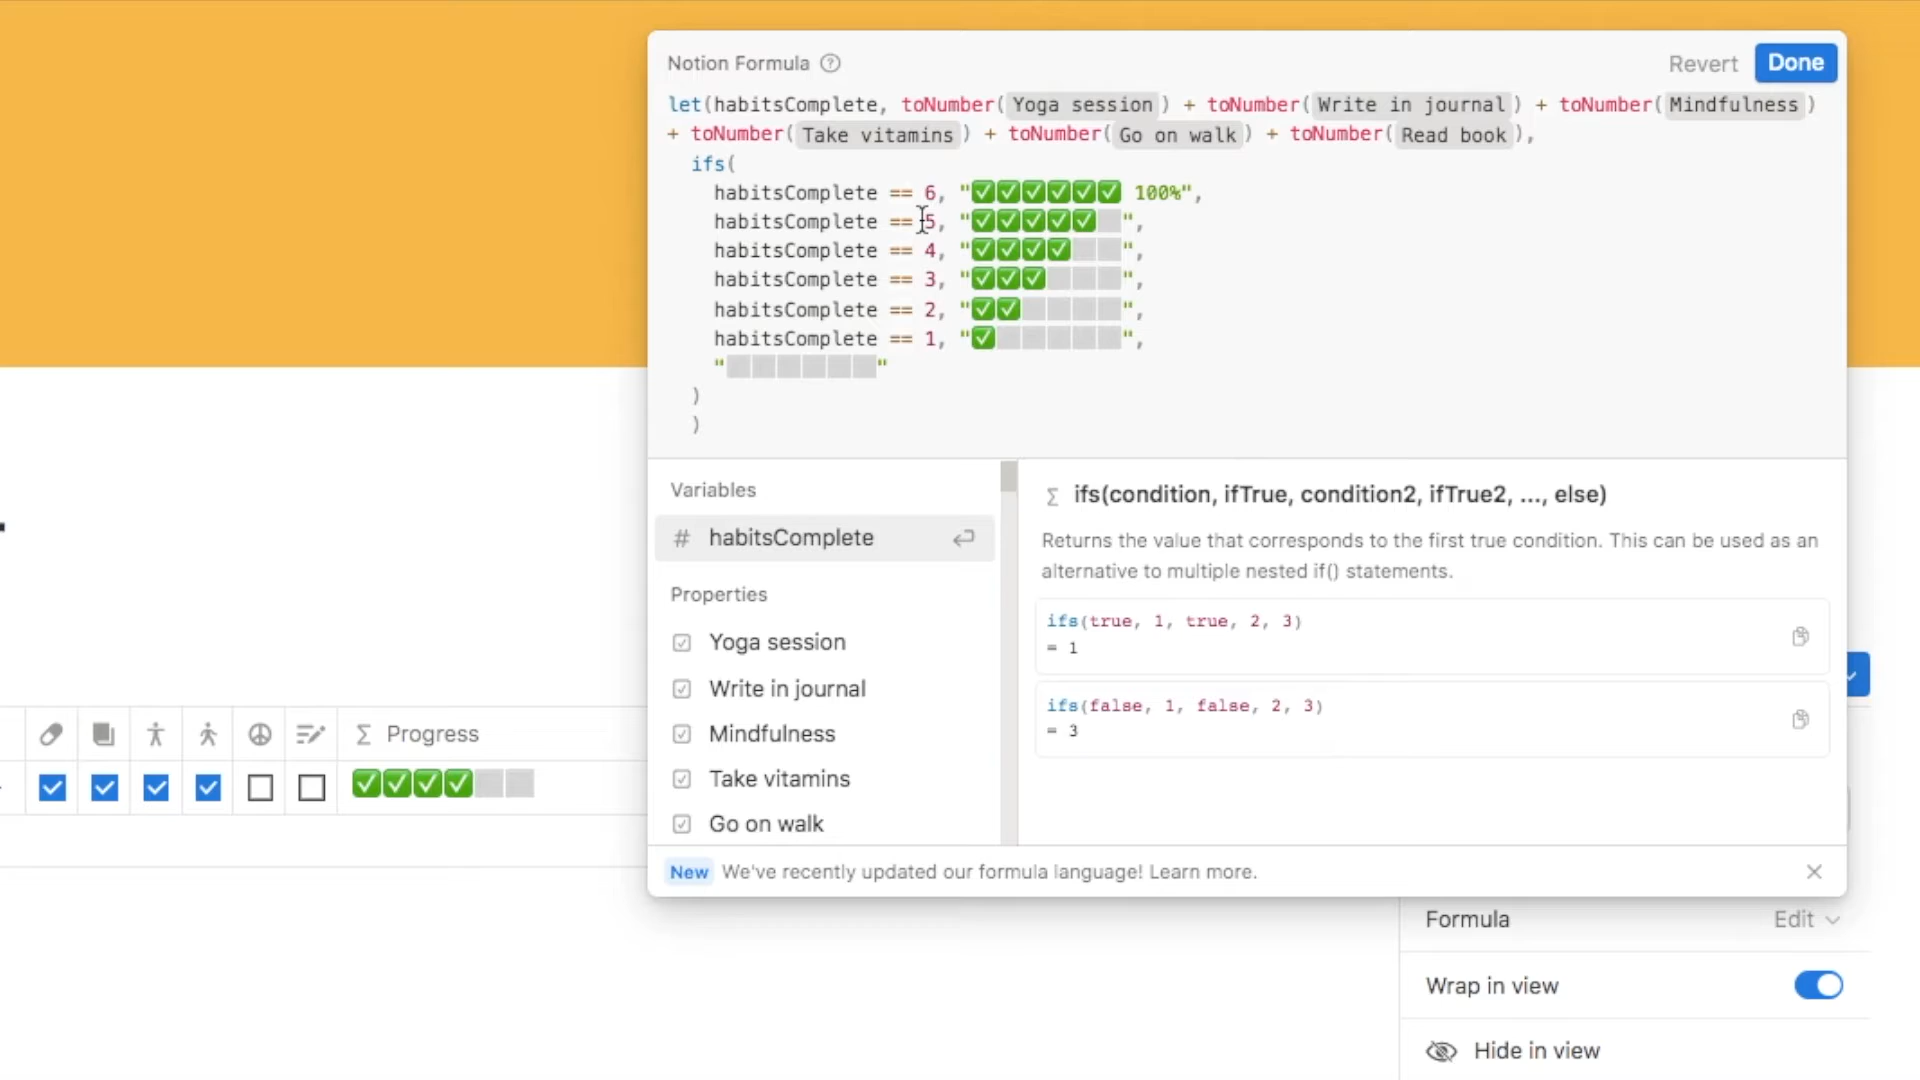 Notion Formula
Revert
Done
let(habitsComplete, toNumber( Yoga session ) + toNumber( Write in journal ) + toNumber( Mindfulness )
+ toNumber( Take vitamins ) + toNumber( Go on walk ) + toNumber( Read book ),
ifs(
habitsComplete == 6, "✅✅✅✅✅✅ 100%",
habitsComplete == 5, "✅✅✅✅✅⬜",
habitsComplete == 4, "✅✅✅✅⬜⬜",
habitsComplete == 3, "✅✅✅⬜⬜⬜",
habitsComplete == 2, "✅✅⬜⬜⬜⬜",
habitsComplete == 1, "✅⬜⬜⬜⬜⬜",
"⬜⬜⬜⬜⬜⬜"
)
)
Variables
# habitsComplete
Properties
Yoga session
Write in journal
Mindfulness
Take vitamins
Go on walk
Σ ifs(condition, ifTrue, condition2, ifTrue2, ..., else)
Returns the value that corresponds to the first true condition. This can be used as an
alternative to multiple nested if() statements.
ifs(true, 1, true, 2, 3)
= 1
ifs(false, 1, false, 2, 3)
= 3
New We've recently updated our formula language! Learn more.
Σ Progress
✅✅✅✅⬜⬜
Formula
Edit
Wrap in view
Hide in view